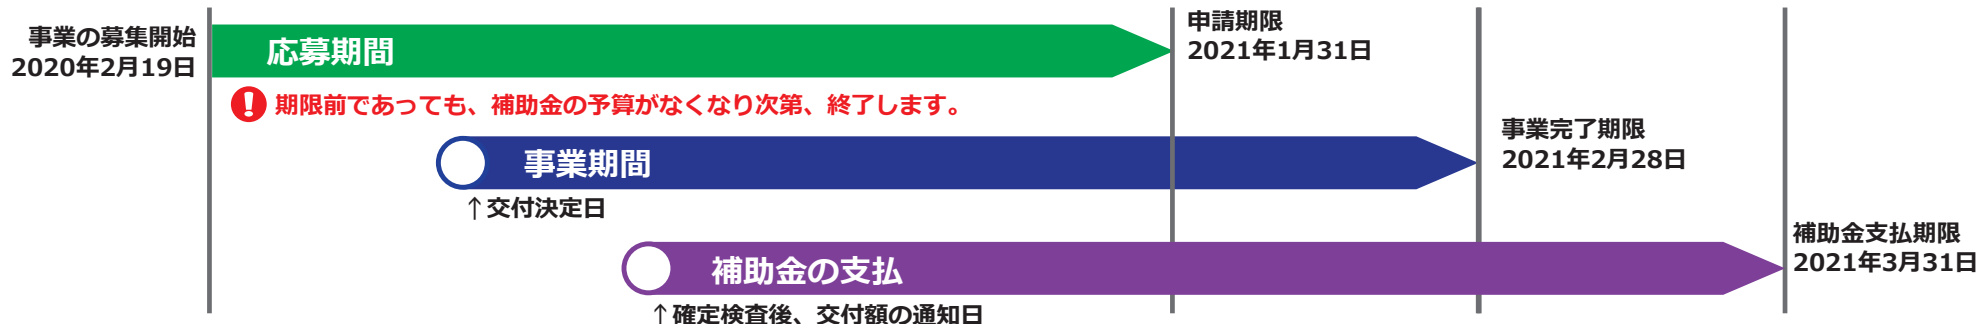 事業の募集開始
2020年2月19日
応募期間
申請期限
2021年1月31日
! 期限前であっても、補助金の予算がなくなり次第、終了します。
事業期間
事業完了期限
2021年2月28日
↑交付決定日
補助金の支払
補助金支払期限
2021年3月31日
↑確定検査後、交付額の通知日